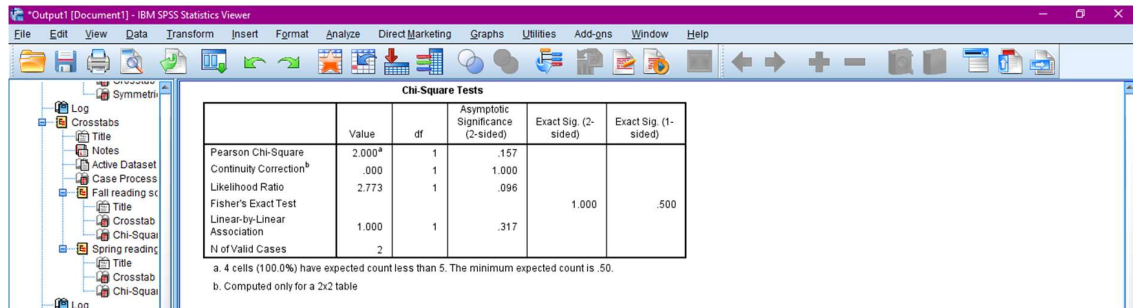 *Output1 [Document1] - IBM SPSS Statistics Viewer
File Edit View Data Transform Insert Format Analyze Direct Marketing Graphs Utilities Add-ons Window Help
Symmetri
Log
Crosstabs
Title
Notes
Active Dataset
Case Process
Fall reading sc
Title
Crosstab
Chi-Squar
Spring reading
Title
Crosstab
Chi-Squar
Log
Chi-Square Tests
Value df Asymptotic Significance (2-sided) Exact Sig. (2-sided) Exact Sig. (1-sided)
Pearson Chi-Square 2.000a 1 .157
Continuity Correctionb .000 1 1.000
Likelihood Ratio 2.773 1 .096
Fisher's Exact Test 1.000 .500
Linear-by-Linear Association 1.000 1 .317
N of Valid Cases 2
a. 4 cells (100.0%) have expected count less than 5. The minimum expected count is .50.
b. Computed only for a 2x2 table